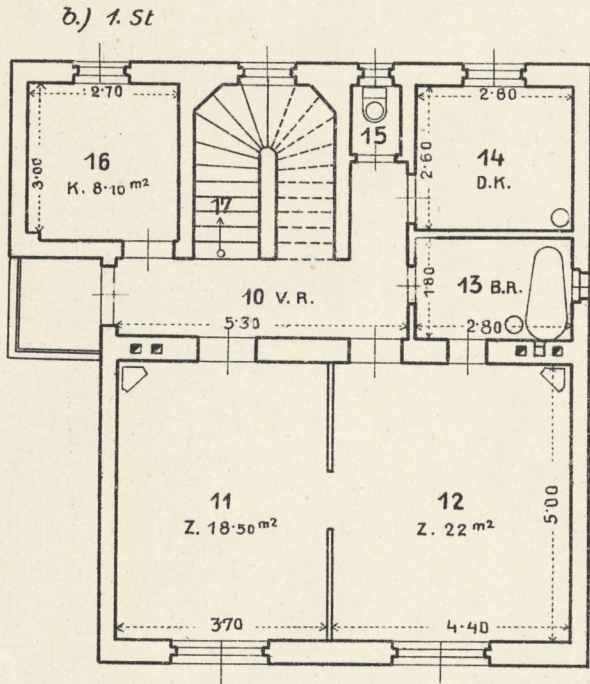 b.) 1. St
2·70
2·80
3·00
16
K. 8·10 m²
17
15
2·60
14
D.K.
10 V.R.
5·30
1·80
13 B.R.
2·80
11
Z. 18·50 m²
12
Z. 22 m²
5·00
3·70
4·40